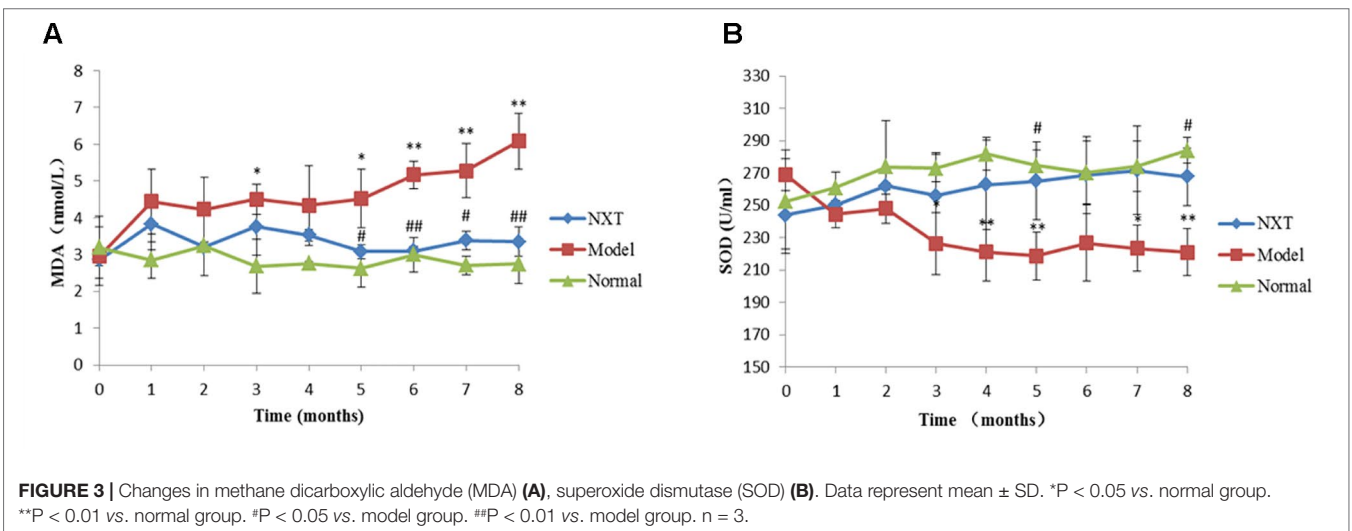 A
MDA (nmol/L)
8
7
6
5
4
3
2
1
0
** 
**
**
*
*
#
##
#
##
0 1 2 3 4 5 6 7 8
Time (months)
NXT
Model
Normal
B
SOD (U/ml)
330
310
290
270
250
230
210
190
170
150
#
#
*
**
**
*
**
0 1 2 3 4 5 6 7 8
Time （months）
NXT
Model
Normal
FIGURE 3 | Changes in methane dicarboxylic aldehyde (MDA) (A), superoxide dismutase (SOD) (B). Data represent mean ± SD. *P < 0.05 vs. normal group.
**P < 0.01 vs. normal group. #P < 0.05 vs. model group. ##P < 0.01 vs. model group. n = 3.